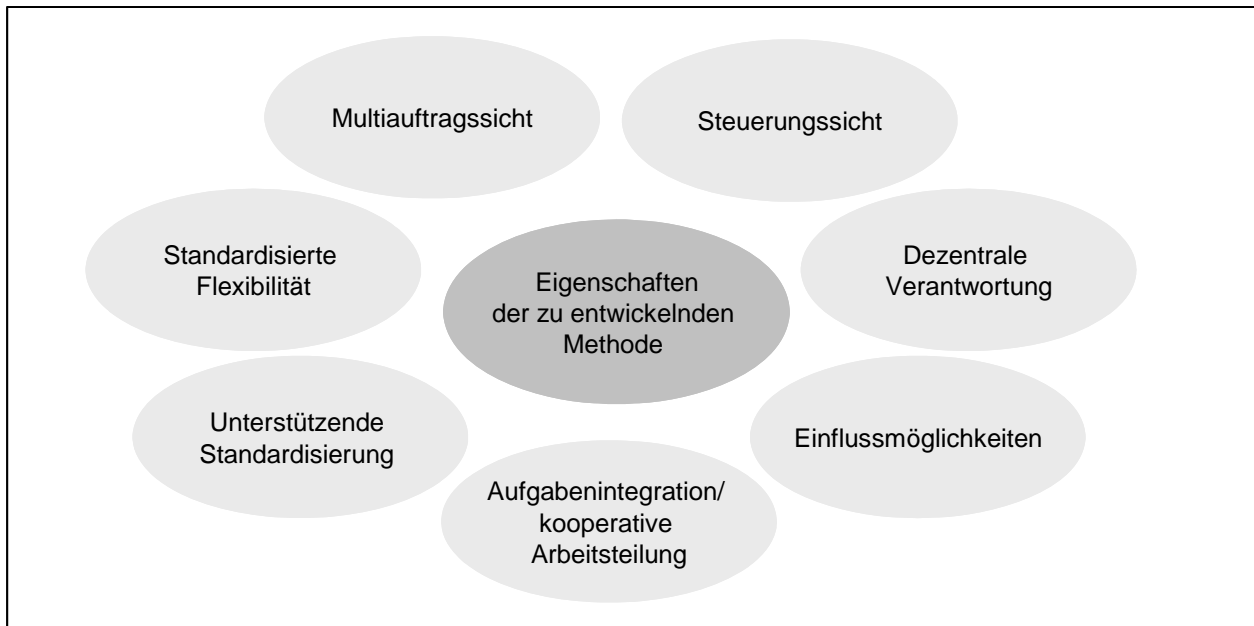 Multiauftragssicht
Steuerungssicht
Standardisierte
Flexibilität
Eigenschaften
der zu entwickelnden
Methode
Dezentrale
Verantwortung
Unterstützende
Standardisierung
Einflussmöglichkeiten
Aufgabenintegration/
kooperative
Arbeitsteilung